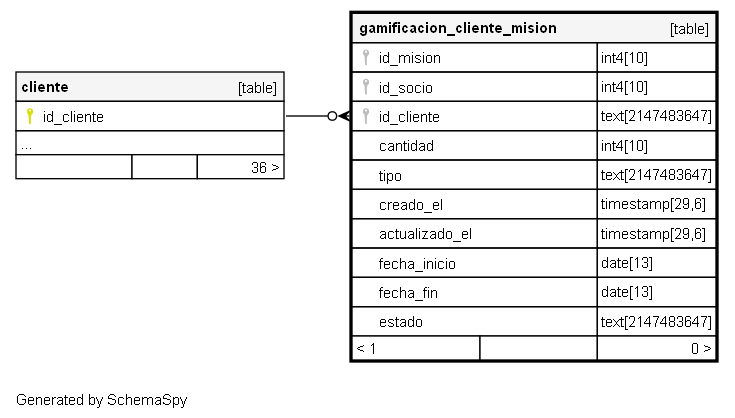 cliente [table]
id_cliente
...
36 >
gamificacion_cliente_mision [table]
id_mision int4[10]
id_socio int4[10]
id_cliente text[2147483647]
cantidad int4[10]
tipo text[2147483647]
creado_el timestamp[29,6]
actualizado_el timestamp[29,6]
fecha_inicio date[13]
fecha_fin date[13]
estado text[2147483647]
< 1 0 >
Generated by SchemaSpy